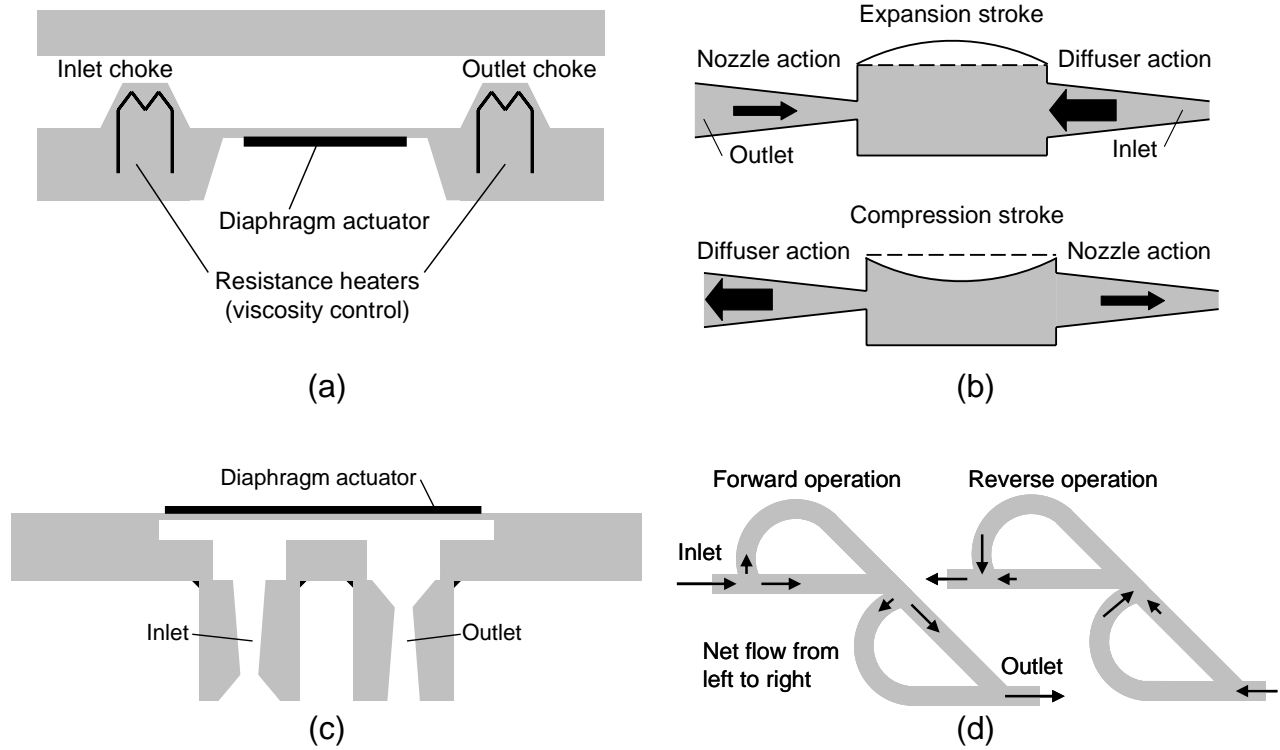 Inlet choke
Outlet choke
Diaphragm actuator
Resistance heaters
(viscosity control)
(a)
Expansion stroke
Nozzle action
Diffuser action
Outlet
Inlet
Compression stroke
Diffuser action
Nozzle action
(b)
Diaphragm actuator
Inlet
Outlet
(c)
Forward operation
Reverse operation
Inlet
Net flow from
left to right
Outlet
(d)